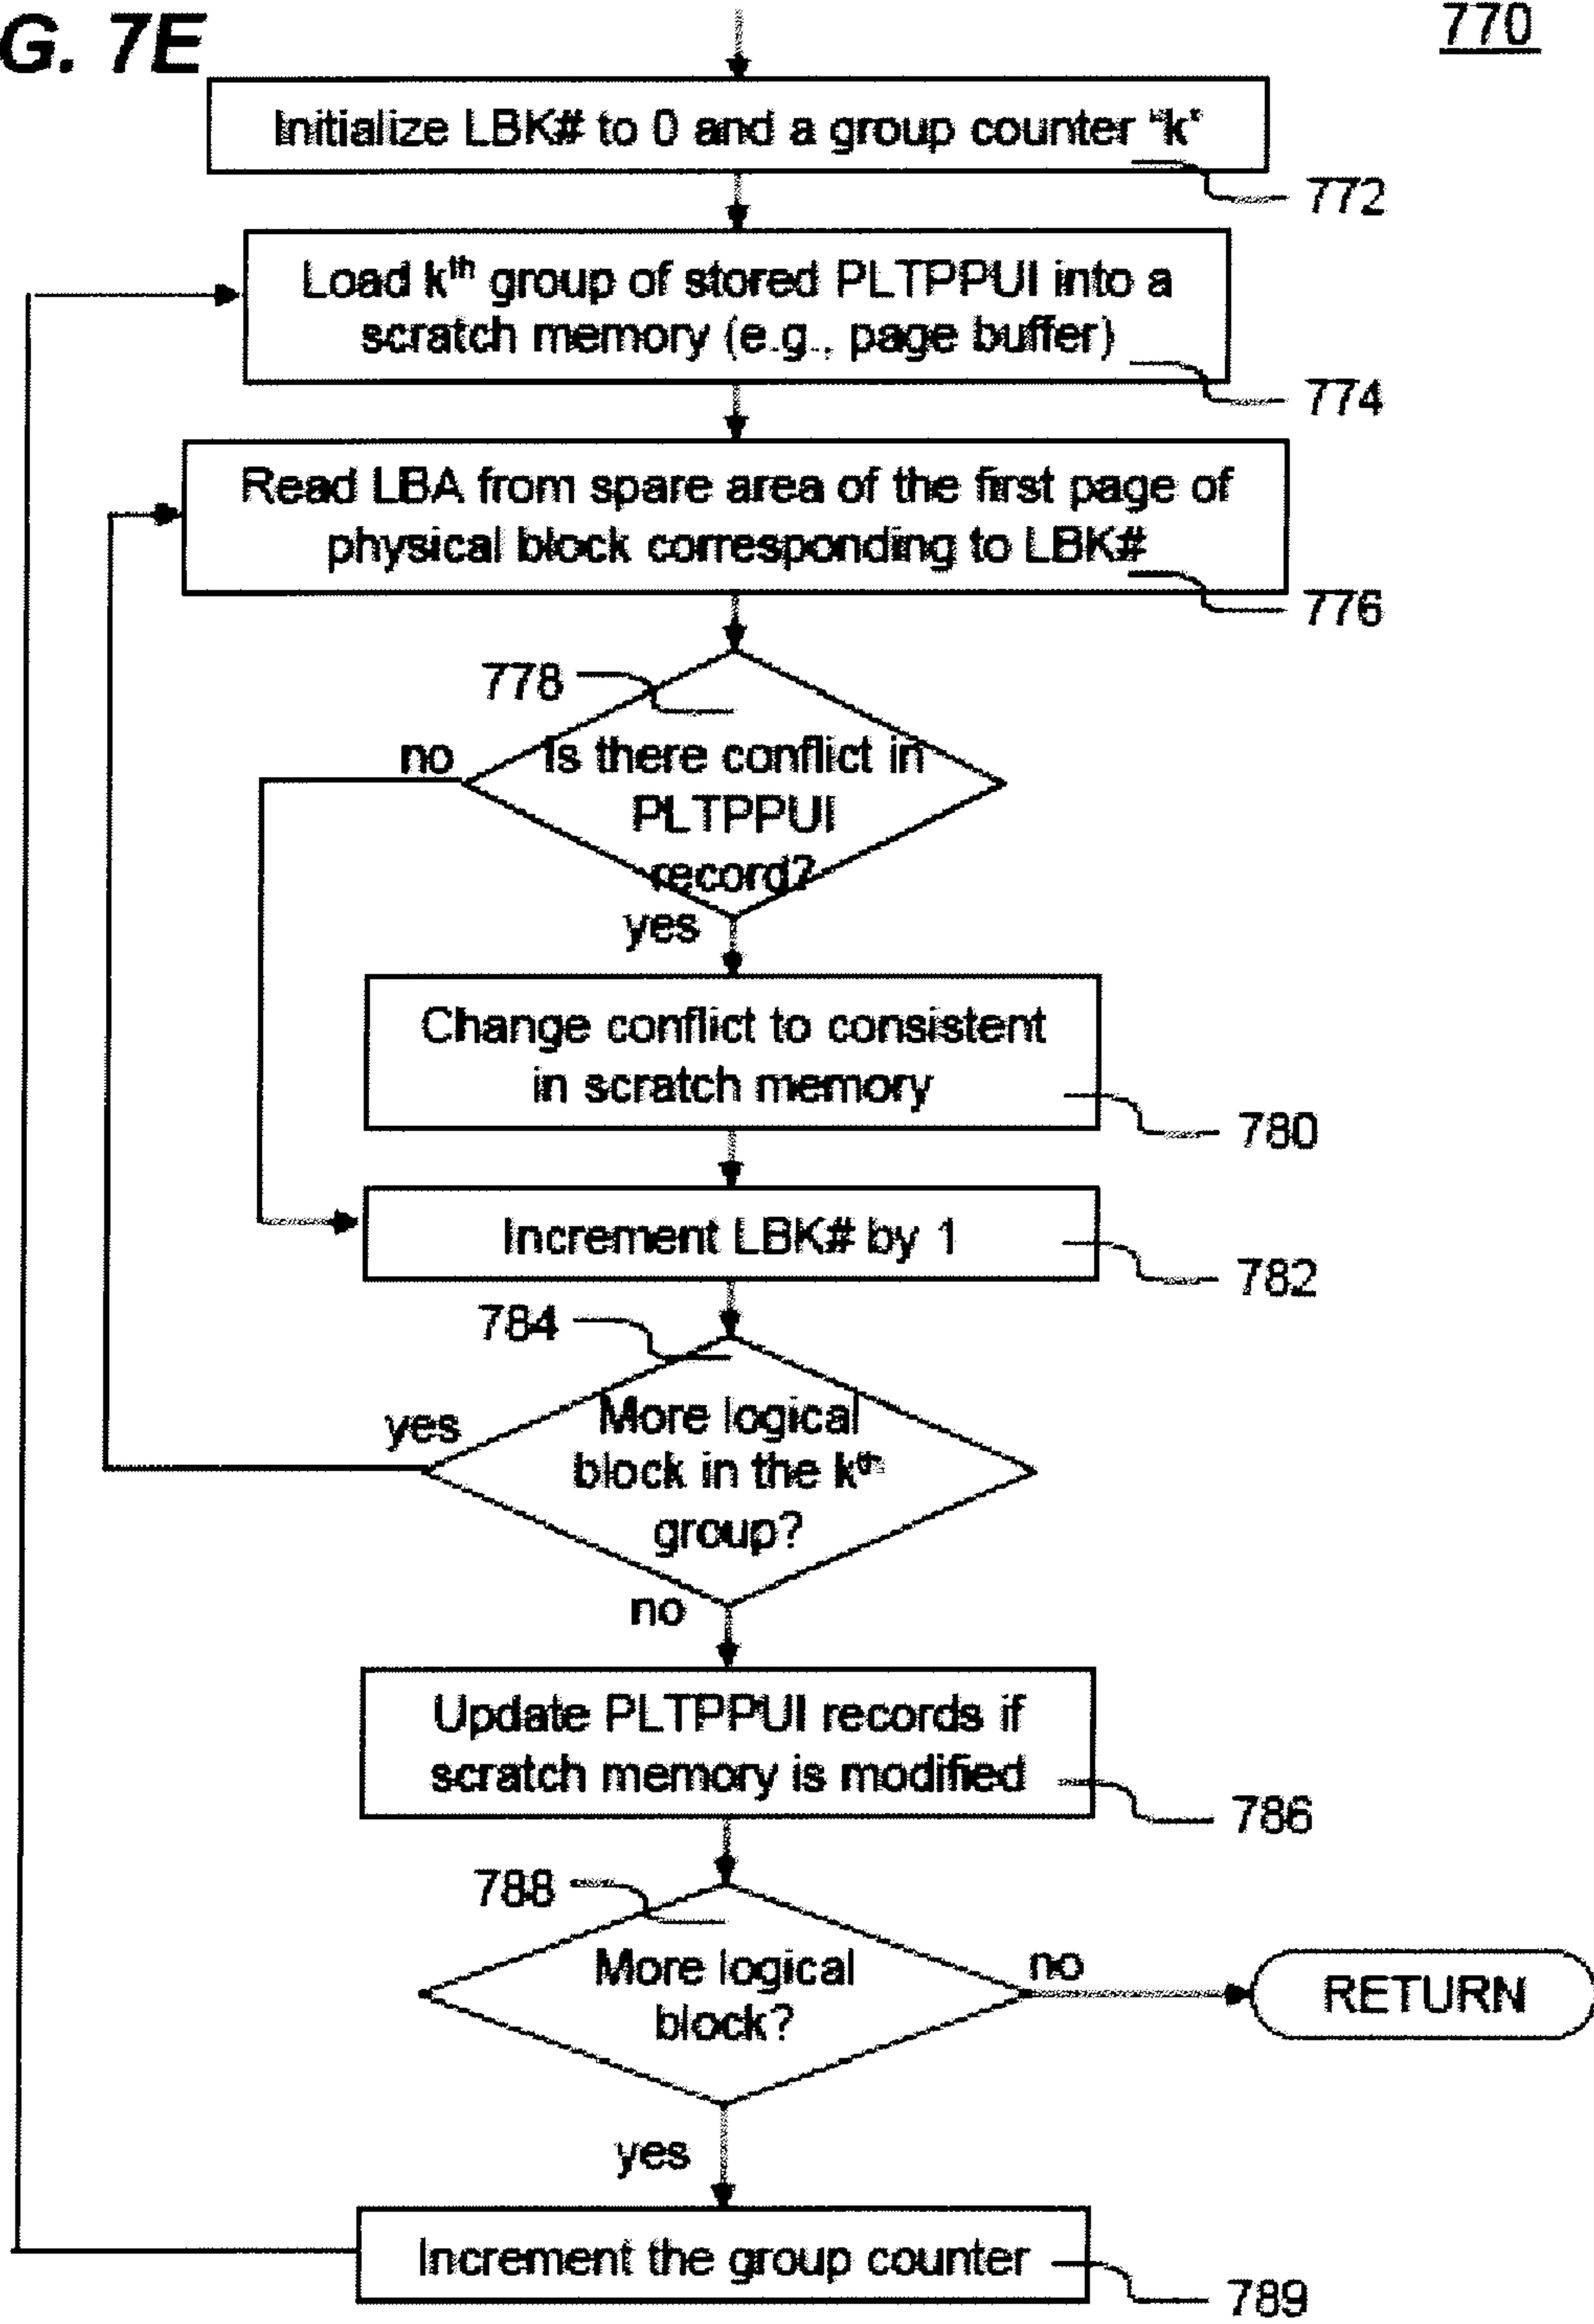 G. 7E
770
Initialize LBK# to 0 and a group counter "k"
772
Load kth group of stored PLTPPUI into a
scratch memory (e.g., page buffer)
774
Read LBA from spare area of the first page of
physical block corresponding to LBK#
776
778
no
Is there conflict in
PLTPPUI
record?
yes
Change conflict to consistent
in scratch memory
780
Increment LBK# by 1
782
784
yes
More logical
block in the kth
group?
no
Update PLTPPUI records if
scratch memory is modified
786
788
More logical
block?
no
RETURN
yes
Increment the group counter
789